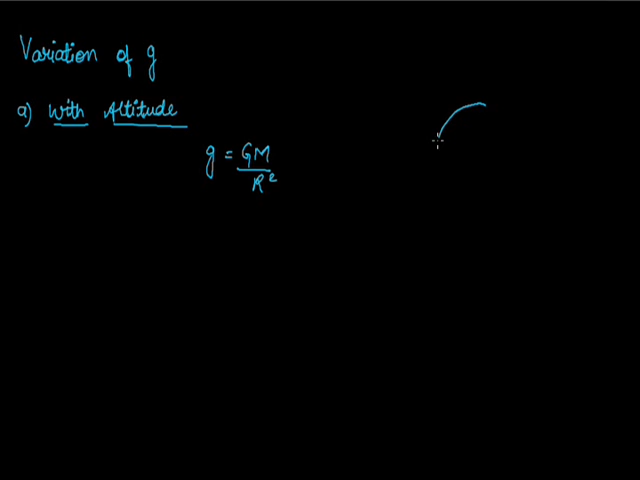 Variation of g
a) With Altitude
g = GM
R²